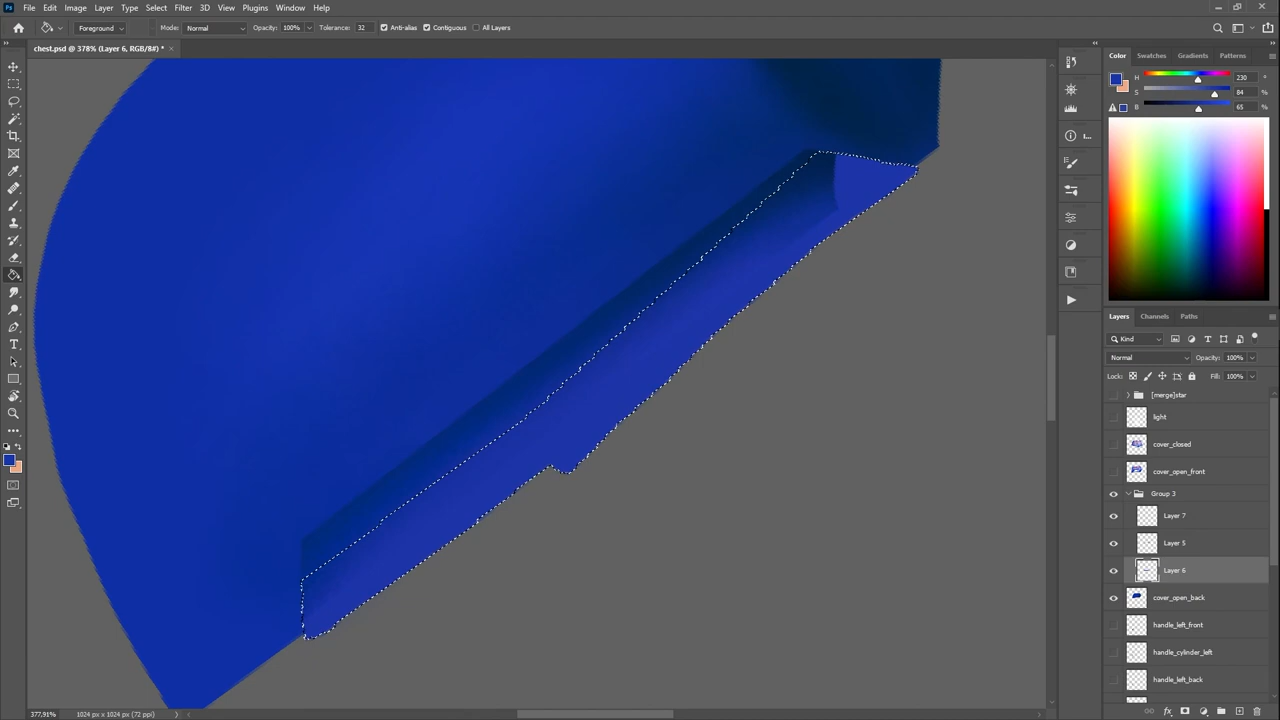 Ps File Edit Image Layer Type Select Filter 3D View Plugins Window Help
Foreground Mode: Normal Opacity: 100% Tolerance: 32 Anti-alias Contiguous All Layers
chest.psd @ 378% (Layer 6, RGB/8#) *
Color Swatches Gradients Patterns
H 230 °
S 84 %
B 65 %
Layers Channels Paths
Kind
Normal Opacity: 100%
Lock: Fill: 100%
[merge]star
light
cover_closed
cover_open_front
Group 3
Layer 7
Layer 5
Layer 6
cover_open_back
handle_left_front
handle_cylinder_left
handle_left_back
377,91% 1024 px x 1024 px (72 ppi)